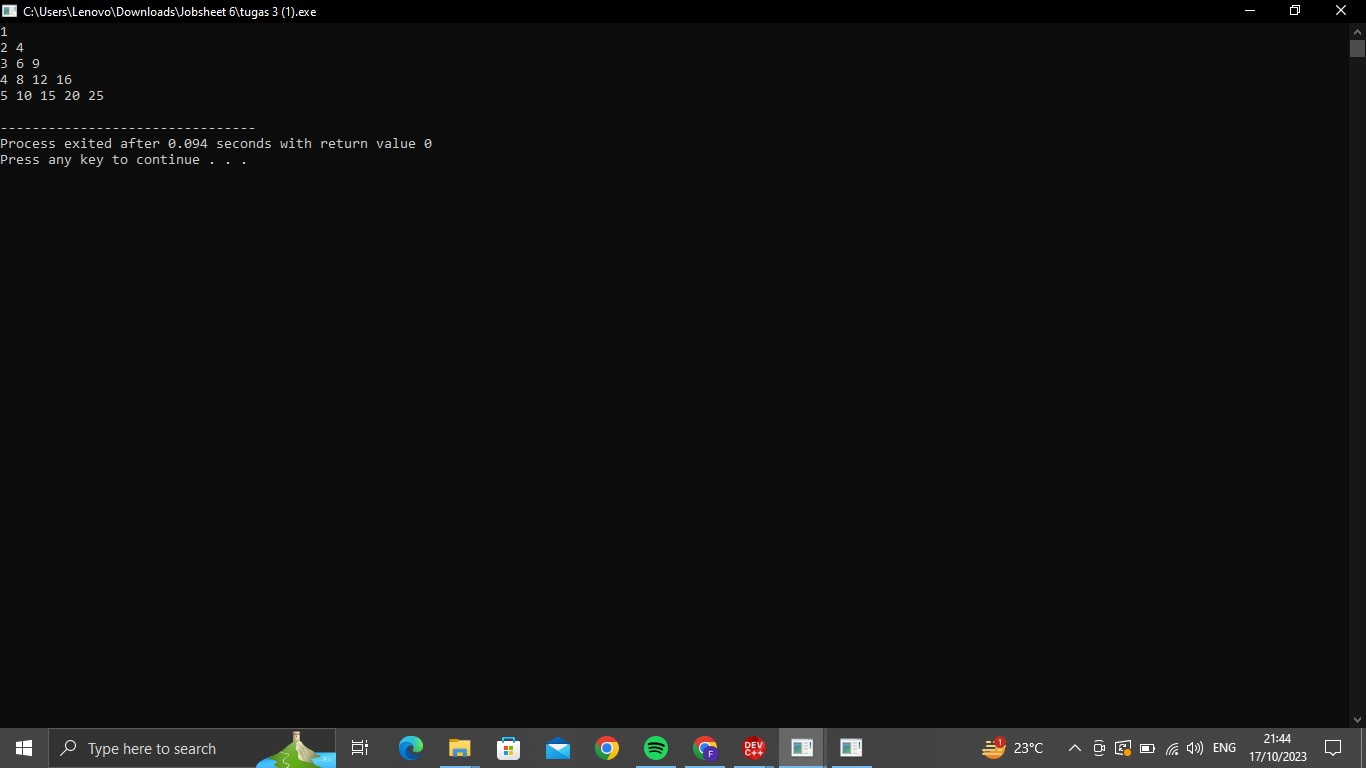 C:\Users\Lenovo\Downloads\Jobsheet 6\tugas 3 (1).exe
1
2 4
3 6 9
4 8 12 16
5 10 15 20 25
--------------------------------
Process exited after 0.094 seconds with return value 0
Press any key to continue . . .
Type here to search
F
DEV
C++
1
23°C
ENG
21:44
17/10/2023